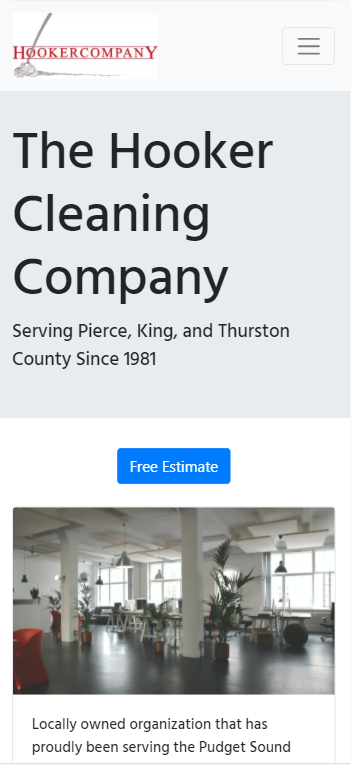 HOOKERCOMPANY
The Hooker
Cleaning
Company
Serving Pierce, King, and Thurston
County Since 1981
Free Estimate
Locally owned organization that has
proudly been serving the Pudget Sound